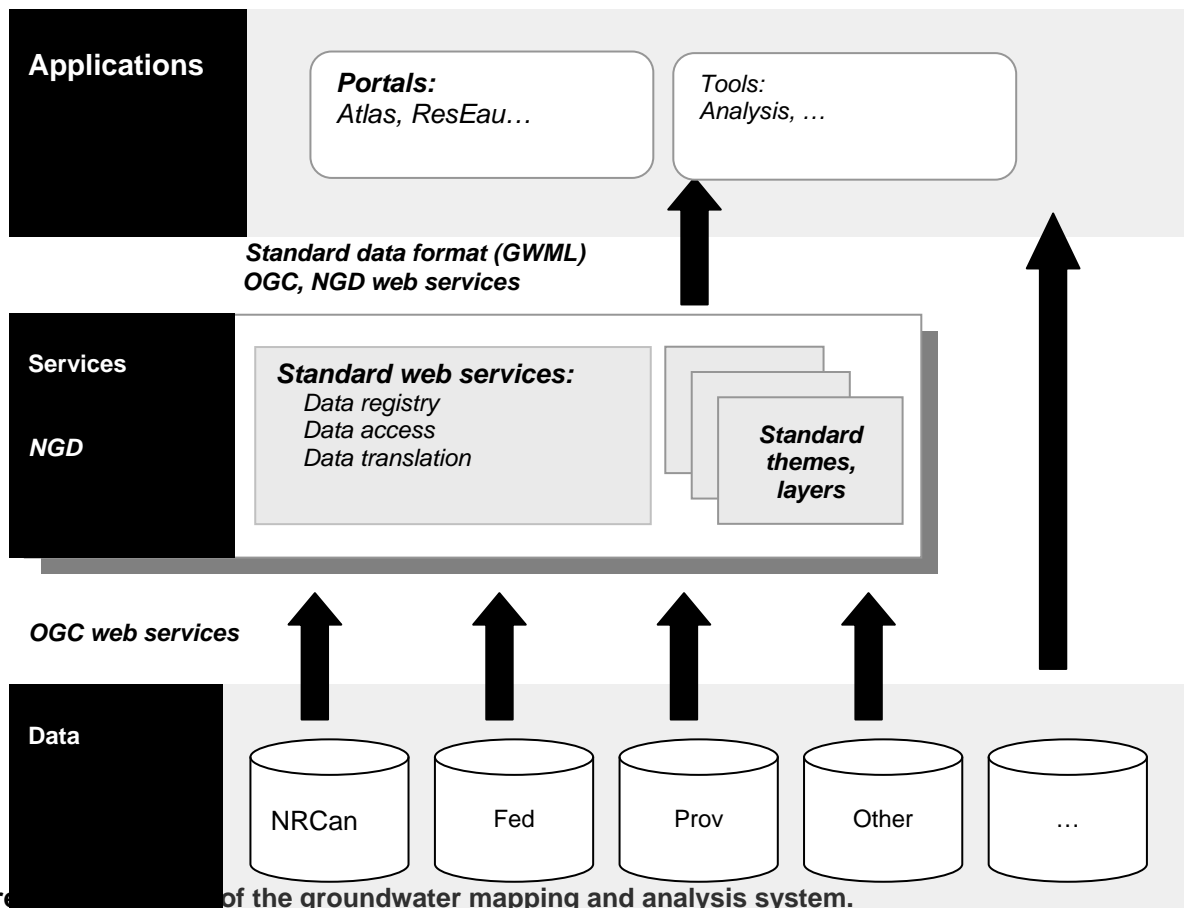 Applications
Portals:
Atlas, ResEau…
Tools:
Analysis, …
Standard data format (GWML)
OGC, NGD web services
Services
NGD
Standard web services:
Data registry
Data access
Data translation
Standard
themes,
layers
OGC web services
Data
NRCan
Fed
Prov
Other
…
of the groundwater mapping and analysis system.